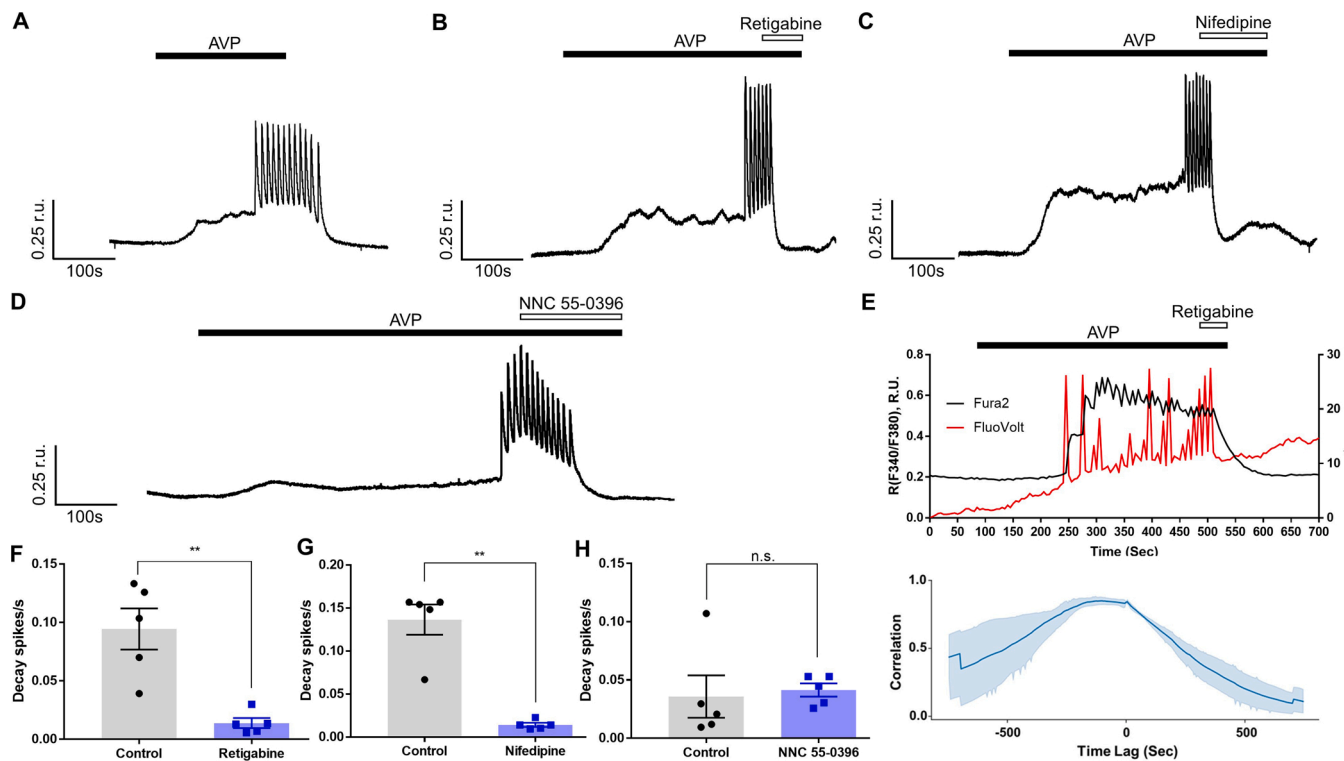 A
AVP
0.25 r.u.
100s
B
Retigabine
AVP
0.25 r.u.
100s
C
Nifedipine
AVP
0.25 r.u.
100s
D
NNC 55-0396
AVP
0.25 r.u.
100s
E
Retigabine
AVP
R(F340/F380), R.U.
0.8
0.6
0.4
0.2
0.0
Fura2
FluoVolt
30
20
10
0
0 50 100 150 200 250 300 350 400 450 500 550 600 650 700
Time (Sec)
Correlation
1.0
0.5
0.0
-500 0 500
Time Lag (Sec)
F
**
Decay spikes/s
0.15
0.10
0.05
0.00
Control Retigabine
G
**
Decay spikes/s
0.20
0.15
0.10
0.05
0.00
Control Nifedipine
H
n.s.
Decay spikes/s
0.15
0.10
0.05
0.00
Control NNC 55-0396